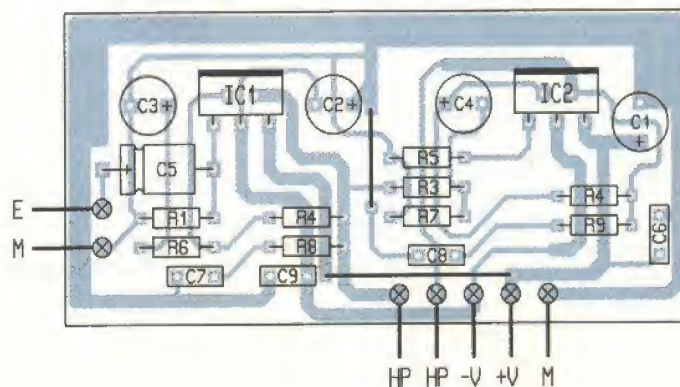 C3+ IC1 C2+ +C4 IC2 C1
+
+ C5 R5
E R3 R4
R1 R4 R7 R9 C6
M R6 R8 C8
C7 C9
HP HP -V +V M